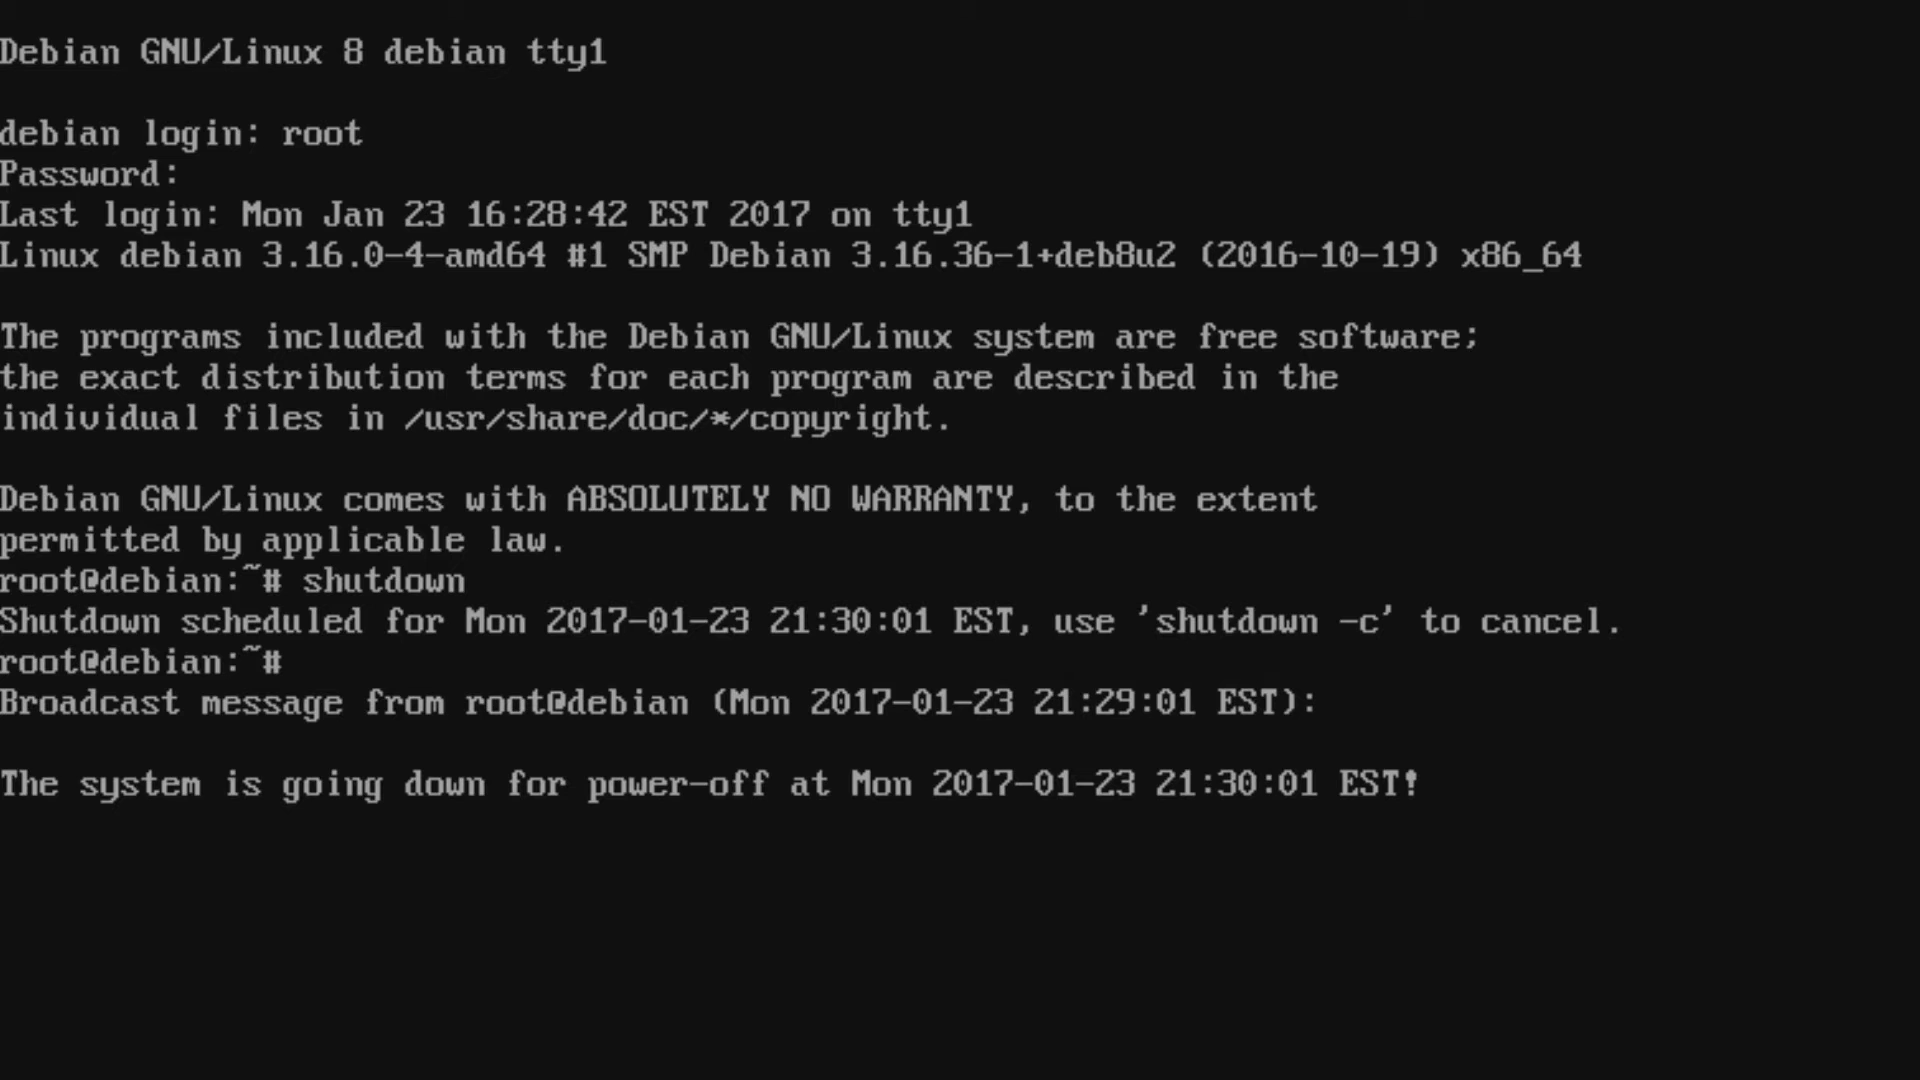 Debian GNU/Linux 8 debian tty1
debian login: root
Password:
Last login: Mon Jan 23 16:28:42 EST 2017 on tty1
Linux debian 3.16.0-4-amd64 #1 SMP Debian 3.16.36-1+deb8u2 (2016-10-19) x86_64
The programs included with the Debian GNU/Linux system are free software;
the exact distribution terms for each program are described in the
individual files in /usr/share/doc/*/copyright.
Debian GNU/Linux comes with ABSOLUTELY NO WARRANTY, to the extent
permitted by applicable law.
root@debian:~# shutdown
Shutdown scheduled for Mon 2017-01-23 21:30:01 EST, use 'shutdown -c' to cancel.
root@debian:~#
Broadcast message from root@debian (Mon 2017-01-23 21:29:01 EST):
The system is going down for power-off at Mon 2017-01-23 21:30:01 EST!